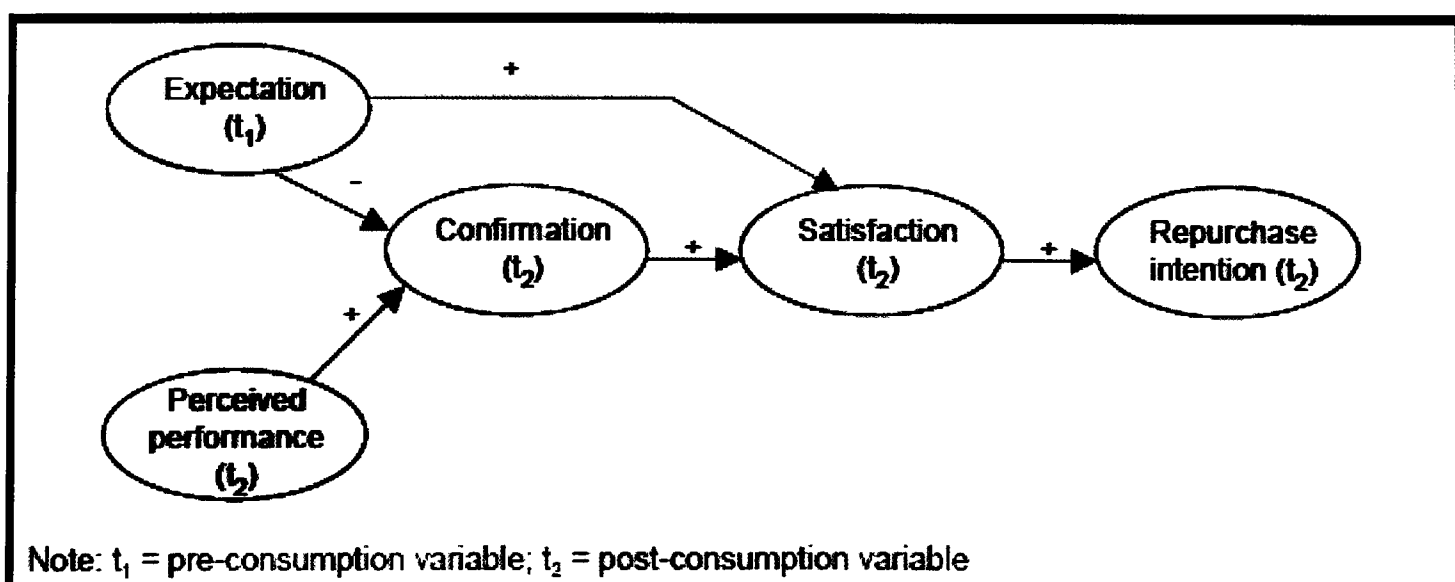 +
Expectation
(t₁)
-
Confirmation
(t₂)
+
Satisfaction
(t₂)
+
Repurchase
intention (t₂)
+
Perceived
performance
(t₂)
Note: t₁ = pre-consumption variable; t₂ = post-consumption variable